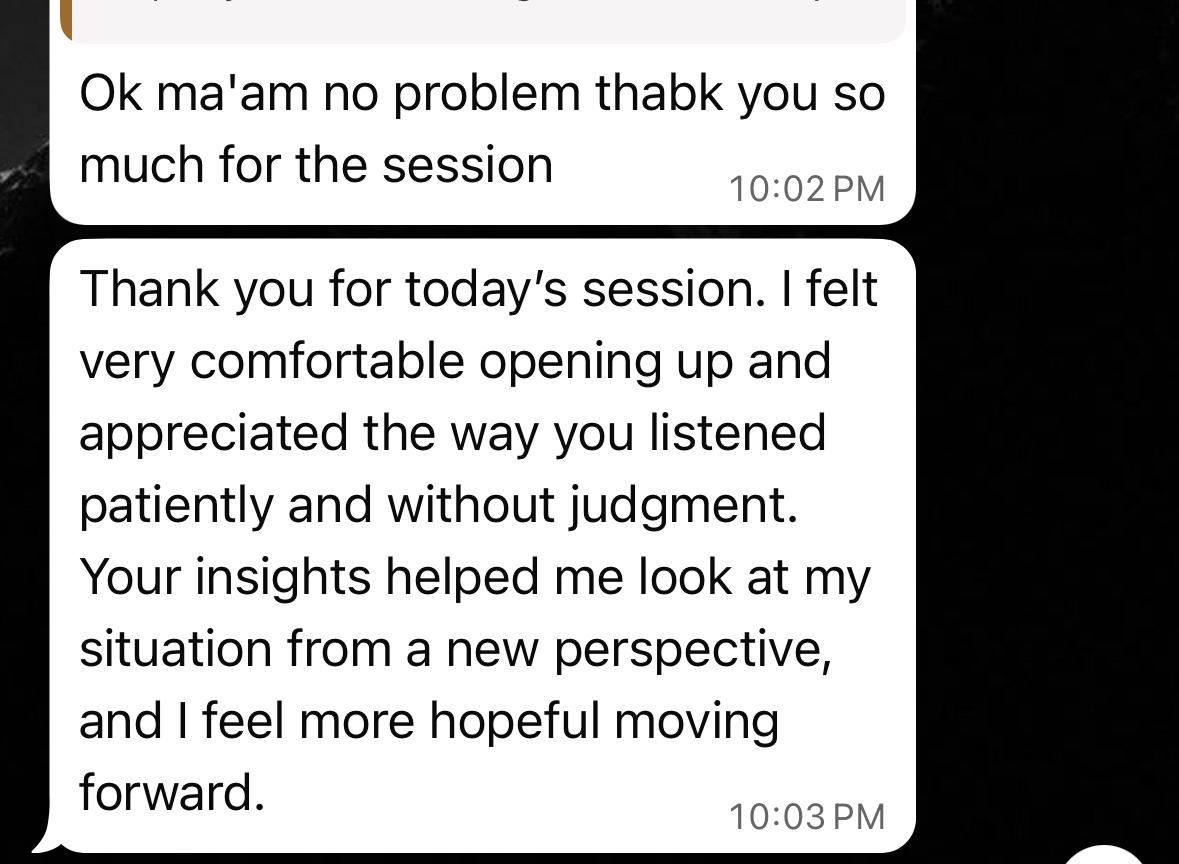 Ok ma'am no problem thabk you so
much for the session
10:02 PM
Thank you for today’s session. I felt
very comfortable opening up and
appreciated the way you listened
patiently and without judgment.
Your insights helped me look at my
situation from a new perspective,
and I feel more hopeful moving
forward.
10:03 PM